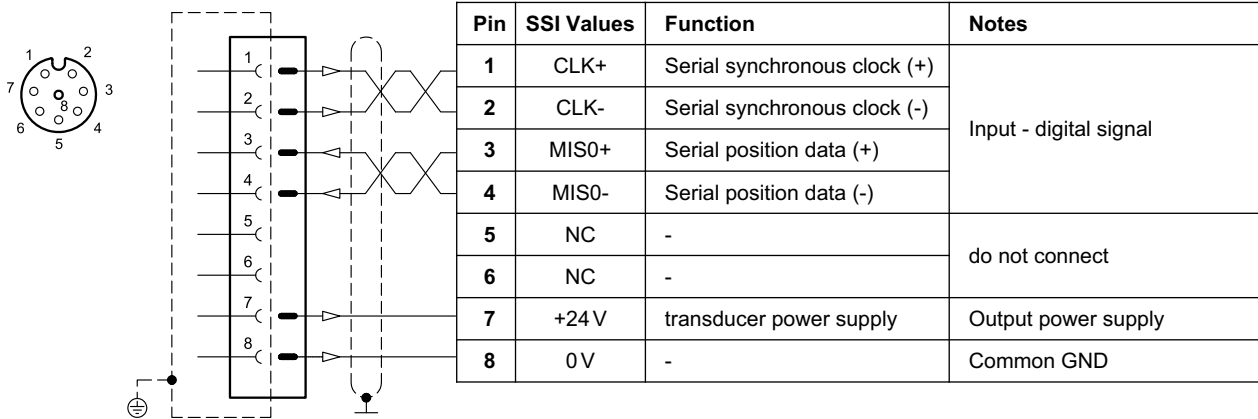 1 2
7 8 3
6 5 4
1
2
3
4
5
6
7
8
Pin SSI Values Function Notes
1 CLK+ Serial synchronous clock (+)
2 CLK- Serial synchronous clock (-)
Input - digital signal
3 MIS0+ Serial position data (+)
4 MIS0- Serial position data (-)
5 NC -
do not connect
6 NC -
7 +24 V transducer power supply Output power supply
8 0 V - Common GND